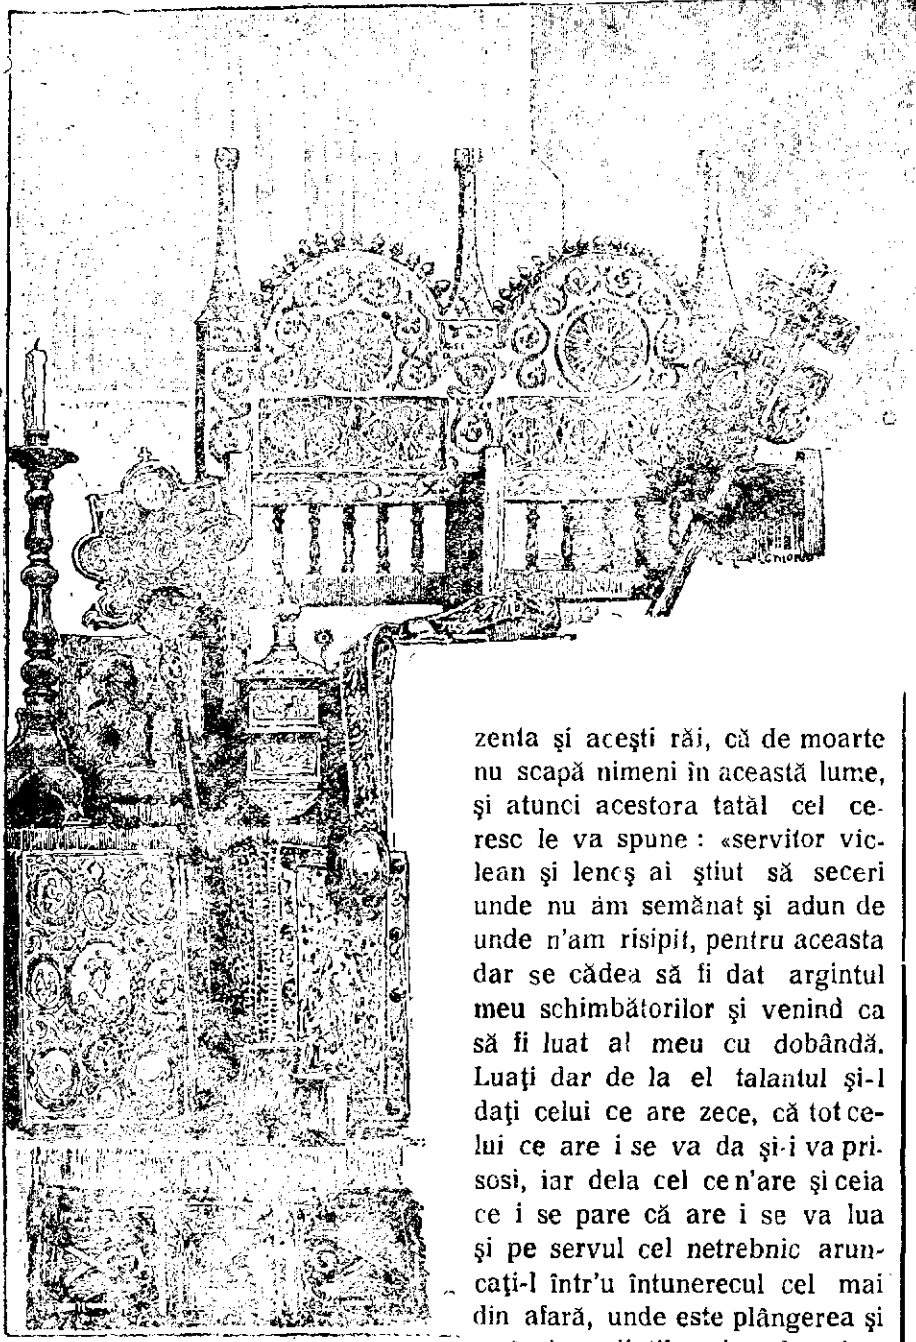 zenta şi aceşti răi, că de moarte
nu scapă nimeni în această lume,
şi atunci acestora tatăl cel ce-
resc le va spune : «servitor vic-
lean şi leneş ai ştiut să seceri
unde nu am semănat şi adun de
unde n'am risipit, pentru aceasta
dar se cădea să fi dat argintul
meu schimbătorilor şi venind ca
să fi luat al meu cu dobândă.
Luaţi dar de la el talantul şi-l
daţi celui ce are zece, că tot ce-
lui ce are i se va da şi-i va pri-
sosi, iar dela cel ce n'are şi ceia
ce i se pare că are i se va lua
şi pe servul cel netrebnic arun-
caţi-l într'u întunerecul cel mai
din afară, unde este plângerea şi